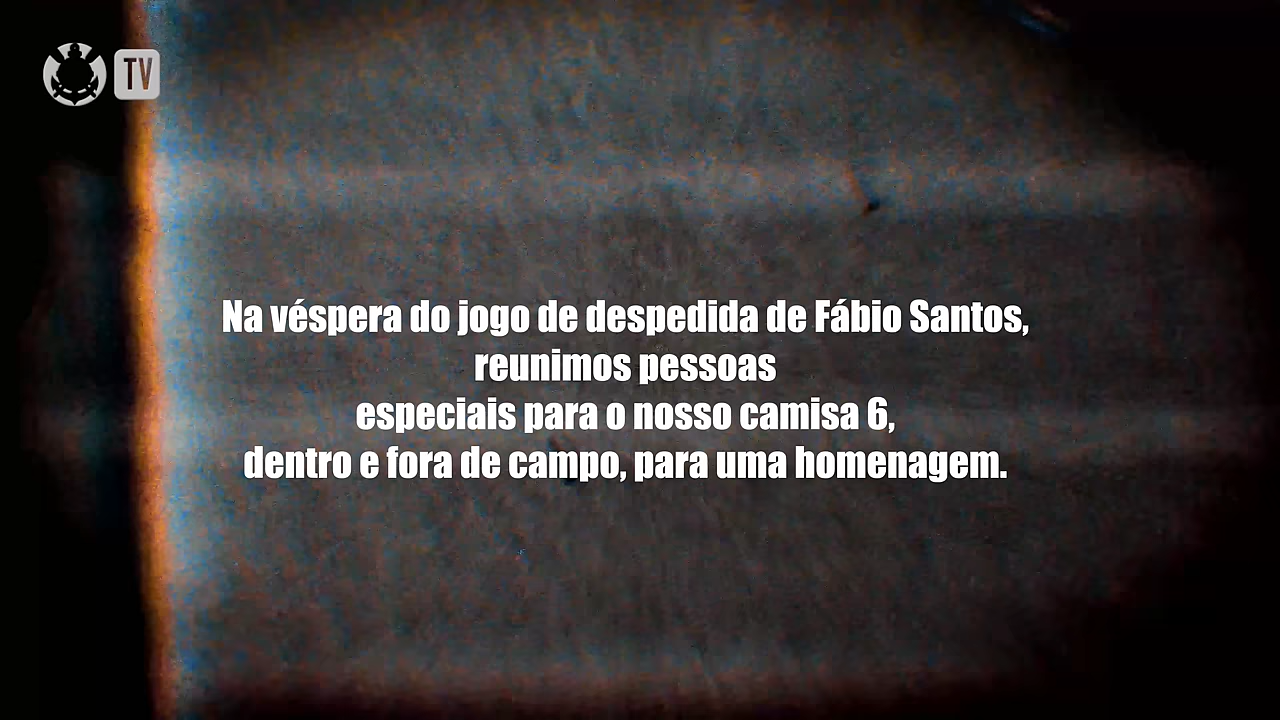 TV
Na véspera do jogo de despedida de Fábio Santos,
reunimos pessoas
especiais para o nosso camisa 6,
dentro e fora de campo, para uma homenagem.